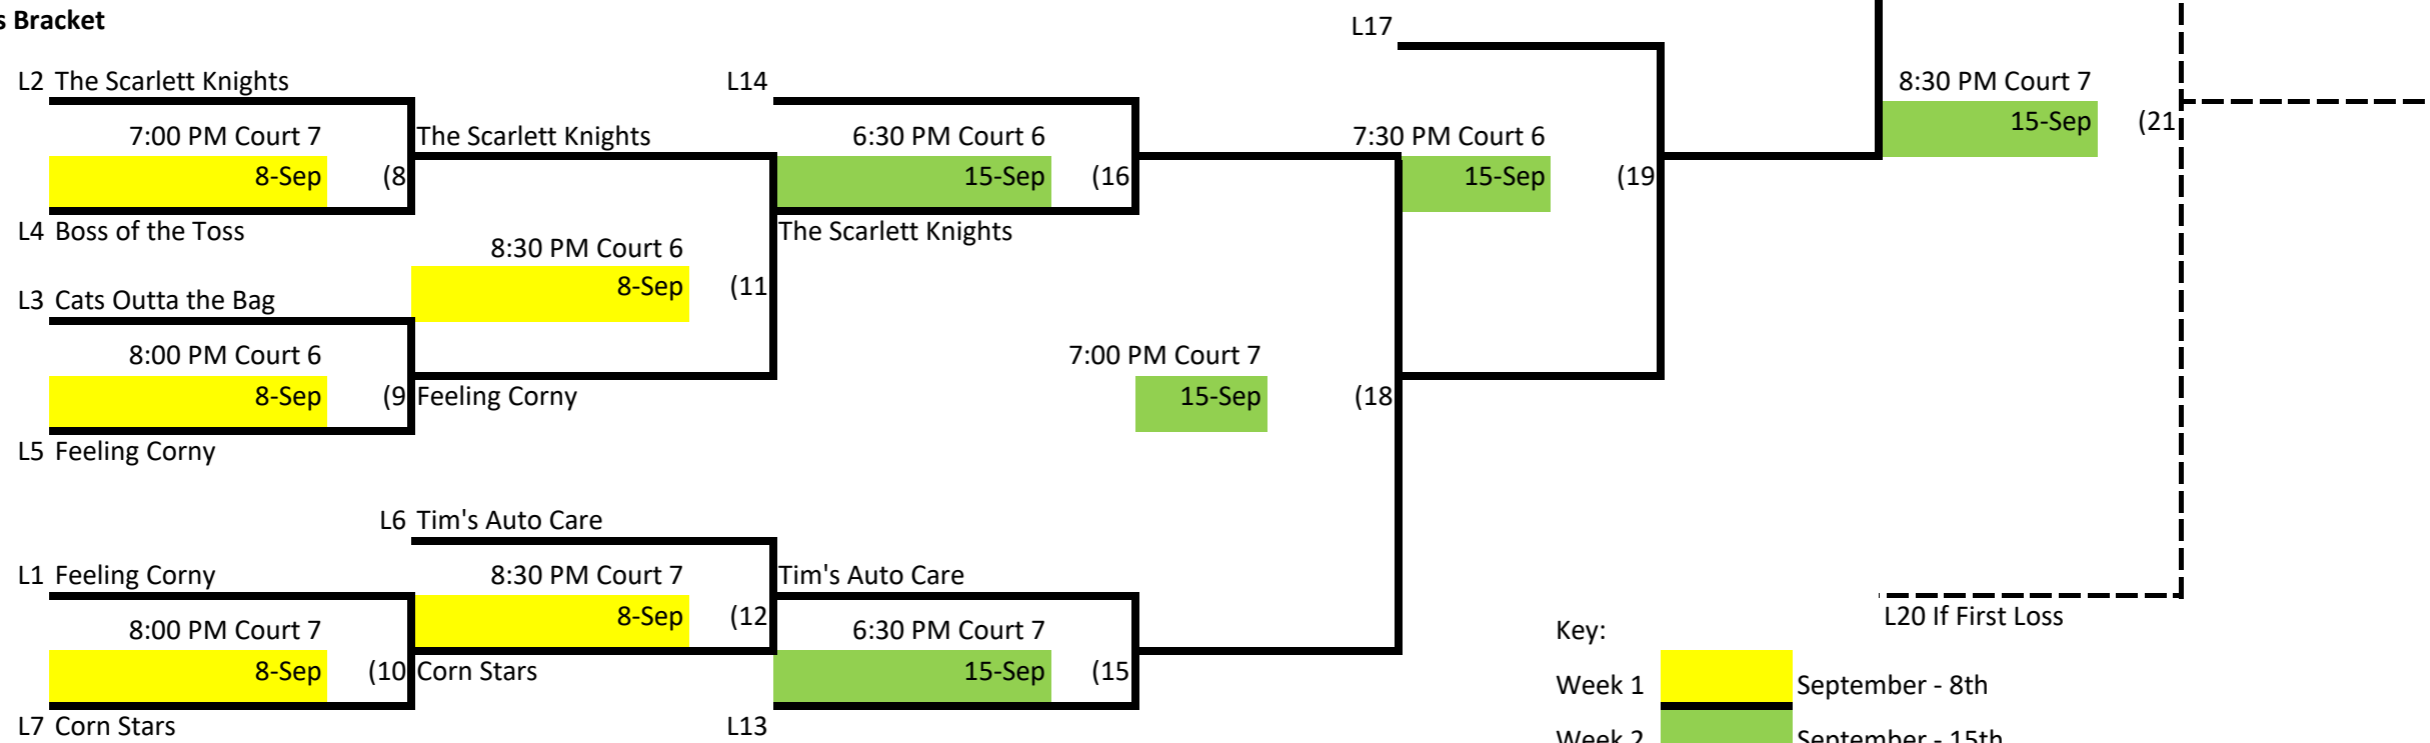 s Bracket
L17
L2 The Scarlett Knights
L14
8:30 PM Court 7
7:00 PM Court 7
The Scarlett Knights
6:30 PM Court 6
7:30 PM Court 6
15-Sep (21
8-Sep (8
15-Sep (16
15-Sep (19
L4 Boss of the Toss
The Scarlett Knights
8:30 PM Court 6
8-Sep (11
L3 Cats Outta the Bag
8:00 PM Court 6
7:00 PM Court 7
8-Sep (9
Feeling Corny
15-Sep (18
L5 Feeling Corny
L6 Tim's Auto Care
L1 Feeling Corny
8:30 PM Court 7
Tim's Auto Care
8-Sep (12
L20 If First Loss
8:00 PM Court 7
6:30 PM Court 7
Key:
8-Sep (10
Corn Stars
15-Sep (15
Week 1 September - 8th
L7 Corn Stars
L13
Week 2 September - 15th